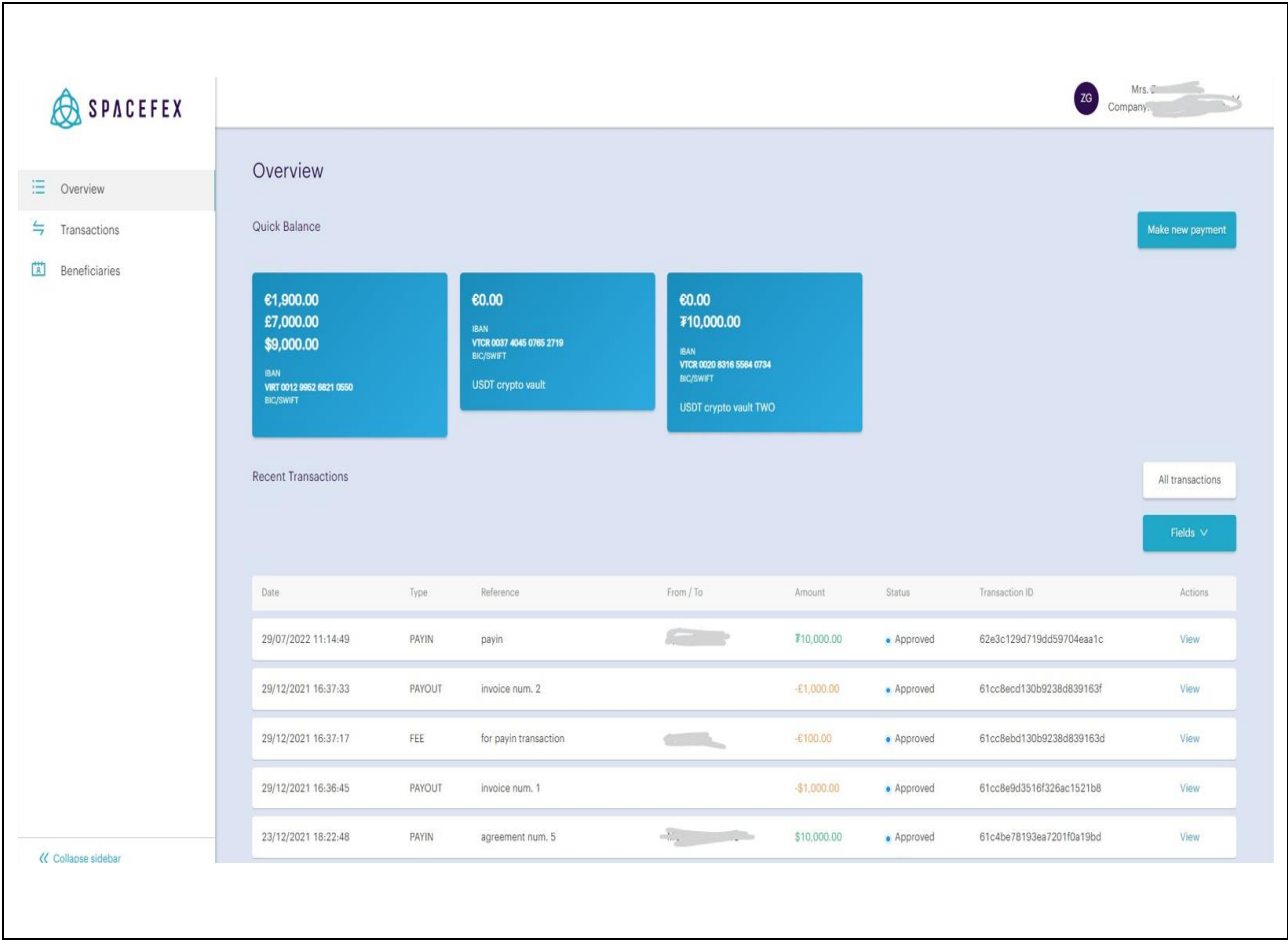 SPACEFEX
ZG
Mrs.
Company:
Overview
Transactions
Beneficiaries
Overview
Quick Balance
Make new payment
€1,900.00
£7,000.00
$9,000.00
IBAN
VIRT 0012 9952 6821 0550
BIC/SWIFT
€0.00
IBAN
VTCR 0037 4045 0765 2719
BIC/SWIFT
USDT crypto vault
€0.00
₮10,000.00
IBAN
VTCR 0020 8316 5564 0734
BIC/SWIFT
USDT crypto vault TWO
Recent Transactions
All transactions
Fields
Date Type Reference From / To Amount Status Transaction ID Actions
29/07/2022 11:14:49 PAYIN payin ₮10,000.00 Approved 62e3c129d719dd59704eaa1c View
29/12/2021 16:37:33 PAYOUT invoice num. 2 -£1,000.00 Approved 61cc8ecd130b9238d839163f View
29/12/2021 16:37:17 FEE for payin transaction -€100.00 Approved 61cc8ebd130b9238d839163d View
29/12/2021 16:36:45 PAYOUT invoice num. 1 -$1,000.00 Approved 61cc8e9d3516f326ac1521b8 View
23/12/2021 18:22:48 PAYIN agreement num. 5 $10,000.00 Approved 61c4be78193ea7201f0a19bd View
Collapse sidebar